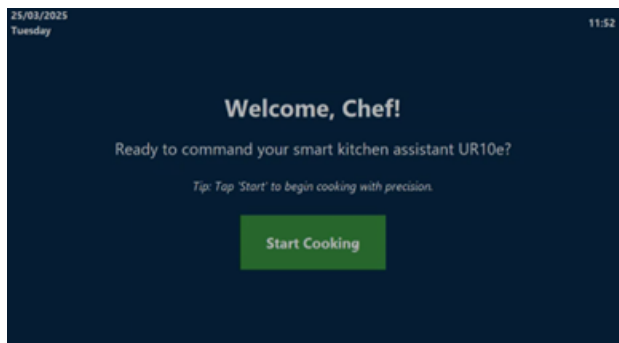 25/03/2025
Tuesday
11:52
Welcome, Chef!
Ready to command your smart kitchen assistant UR10e?
Tip: Tap 'Start' to begin cooking with precision.
Start Cooking